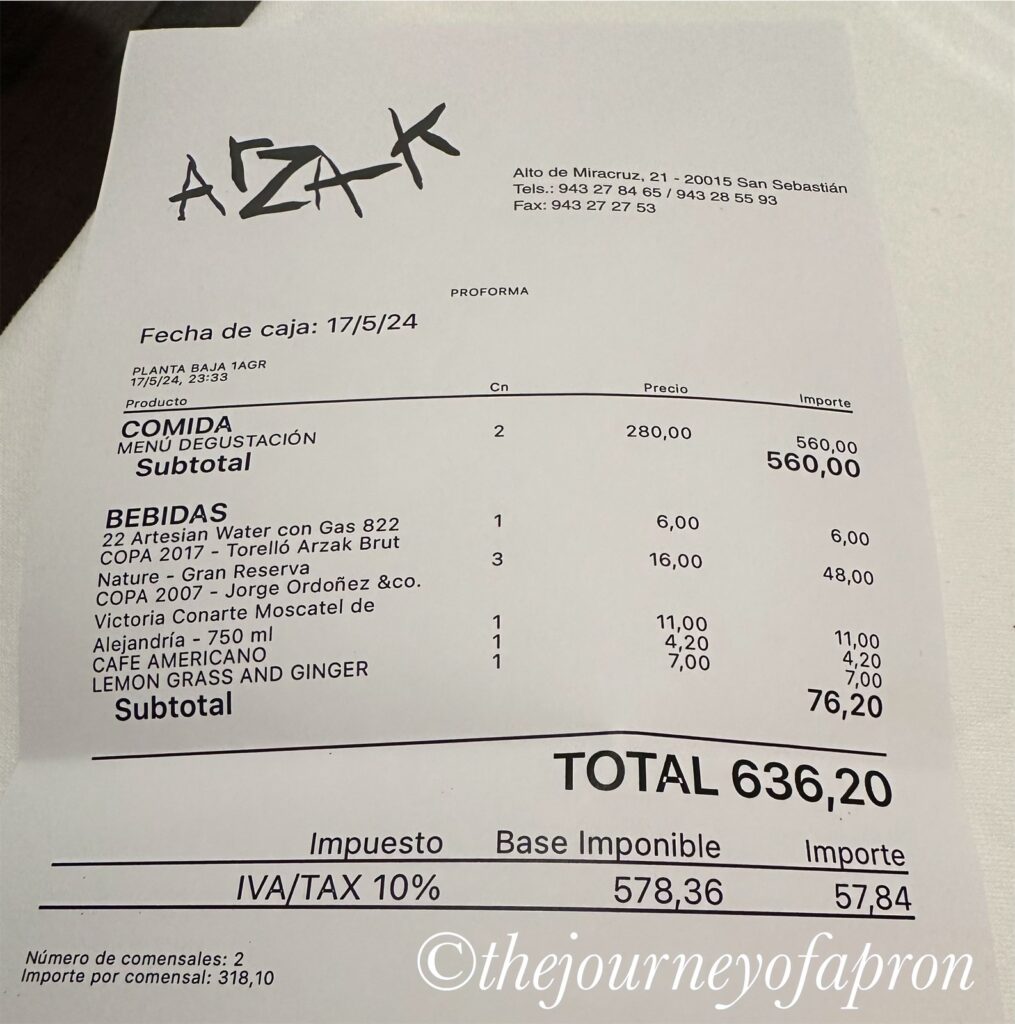 ArZAK
Alto de Miracruz, 21 - 20015 San Sebastián
Tels.: 943 27 84 65 / 943 28 55 93
Fax: 943 27 27 53
PROFORMA
Fecha de caja: 17/5/24
PLANTA BAJA 1AGR
17/5/24, 23:33
Producto Cn Precio Importe
COMIDA
MENÚ DEGUSTACIÓN 2 280,00 560,00
Subtotal 560,00
BEBIDAS
22 Artesian Water con Gas 822 1 6,00 6,00
COPA 2017 - Torelló Arzak Brut
Nature - Gran Reserva 3 16,00 48,00
COPA 2007 - Jorge Ordoñez &co.
Victoria Conarte Moscatel de
Alejandría - 750 ml 1 11,00 11,00
CAFE AMERICANO 1 4,20 4,20
LEMON GRASS AND GINGER 1 7,00 7,00
Subtotal 76,20
TOTAL 636,20
Impuesto Base Imponible Importe
IVA/TAX 10% 578,36 57,84
Número de comensales: 2
Importe por comensal: 318,10
©thejourneyofapron